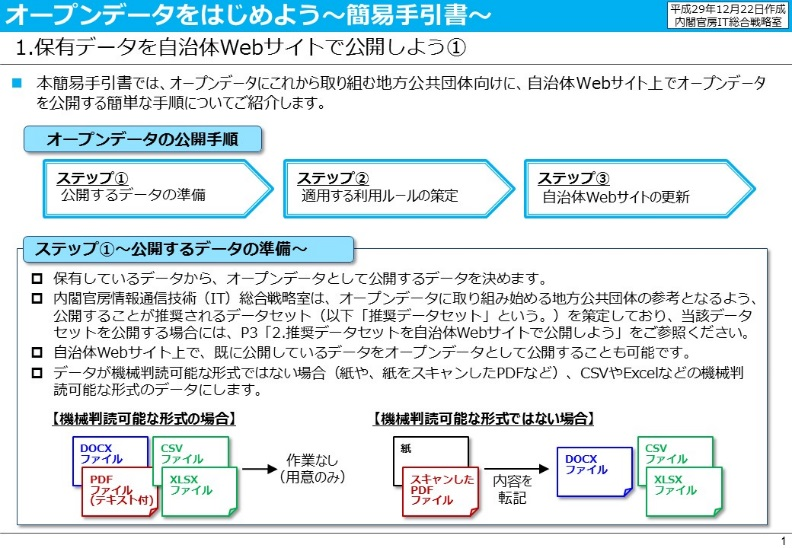 オープンデータをはじめよう～簡易手引書～
平成29年12月22日作成
内閣官房IT総合戦略室
1.保有データを自治体Webサイトで公開しよう①
本簡易手引書では、オープンデータにこれから取り組む地方公共団体向けに、自治体Webサイト上でオープンデータ
を公開する簡単な手順についてご紹介します。
オープンデータの公開手順
ステップ①
公開するデータの準備
ステップ②
適用する利用ルールの策定
ステップ③
自治体Webサイトの更新
ステップ①～公開するデータの準備～
保有しているデータから、オープンデータとして公開するデータを決めます。
内閣官房情報通信技術（IT）総合戦略室は、オープンデータに取り組み始める地方公共団体の参考となるよう、
公開することが推奨されるデータセット（以下「推奨データセット」という。）を策定しており、当該データ
セットを公開する場合には、P3「2.推奨データセットを自治体Webサイトで公開しよう」をご参照ください。
自治体Webサイト上で、既に公開しているデータをオープンデータとして公開することも可能です。
データが機械判読可能な形式ではない場合（紙や、紙をスキャンしたPDFなど）、CSVやExcelなどの機械判
読可能な形式のデータにします。
【機械判読可能な形式の場合】
DOCX
ファイル
CSV
ファイル
PDF
ファイル
(テキスト付)
XLSX
ファイル
作業なし
（用意のみ）
【機械判読可能な形式ではない場合】
紙
スキャンした
PDF
ファイル
内容を
転記
DOCX
ファイル
CSV
ファイル
XLSX
ファイル
1